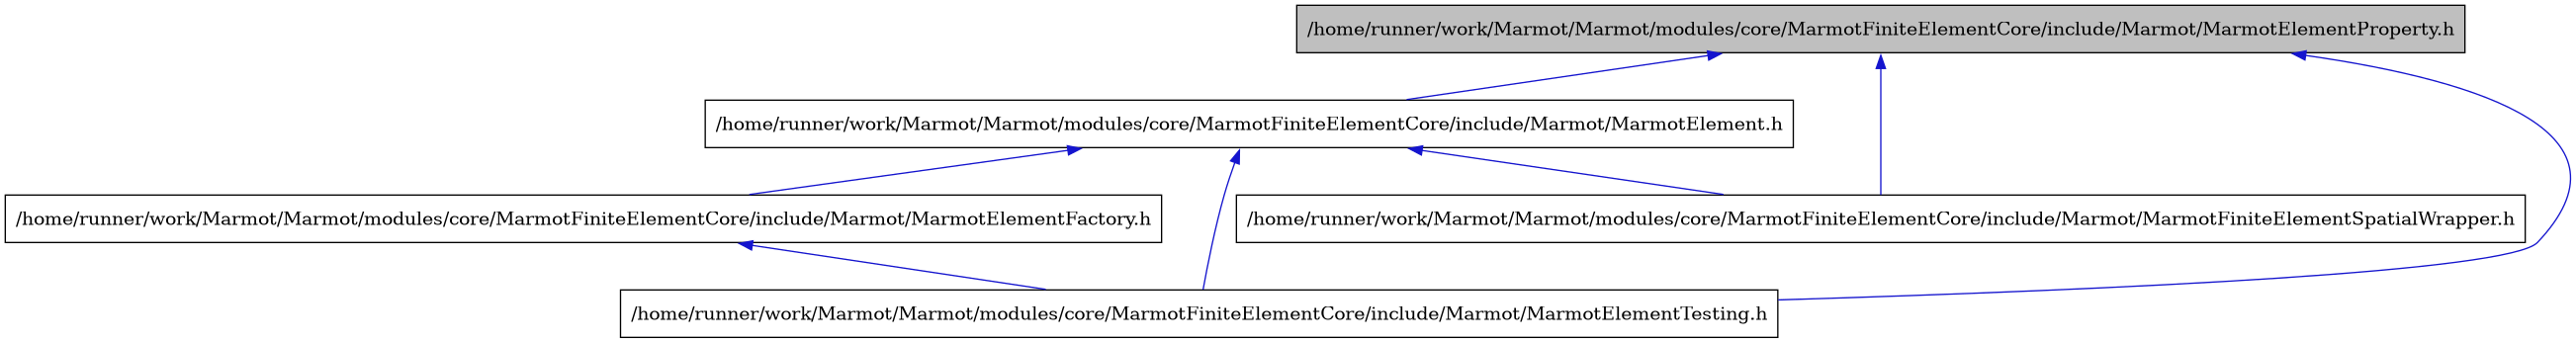 /home/runner/work/Marmot/Marmot/modules/core/MarmotFiniteElementCore/include/Marmot/MarmotElementProperty.h
/home/runner/work/Marmot/Marmot/modules/core/MarmotFiniteElementCore/include/Marmot/MarmotElement.h
/home/runner/work/Marmot/Marmot/modules/core/MarmotFiniteElementCore/include/Marmot/MarmotElementFactory.h
/home/runner/work/Marmot/Marmot/modules/core/MarmotFiniteElementCore/include/Marmot/MarmotFiniteElementSpatialWrapper.h
/home/runner/work/Marmot/Marmot/modules/core/MarmotFiniteElementCore/include/Marmot/MarmotElementTesting.h